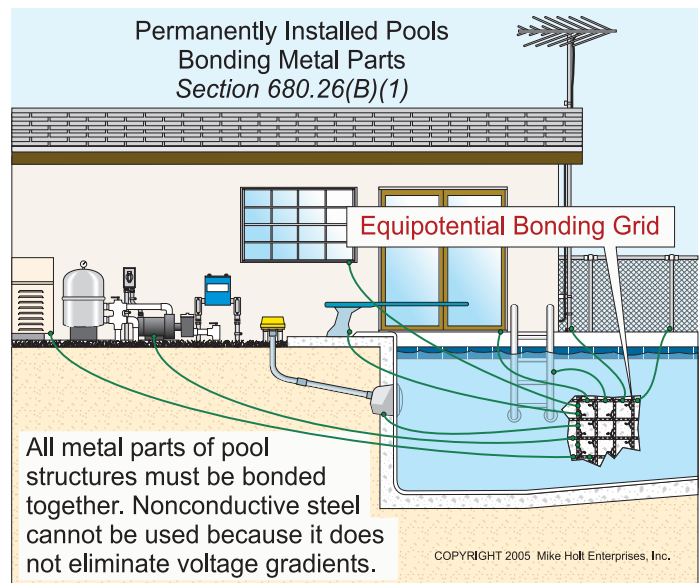 Permanently Installed Pools
Bonding Metal Parts
Section 680.26(B)(1)
Equipotential Bonding Grid
All metal parts of pool
structures must be bonded
together. Nonconductive steel
cannot be used because it does
not eliminate voltage gradients.
COPYRIGHT 2005 Mike Holt Enterprises, Inc.